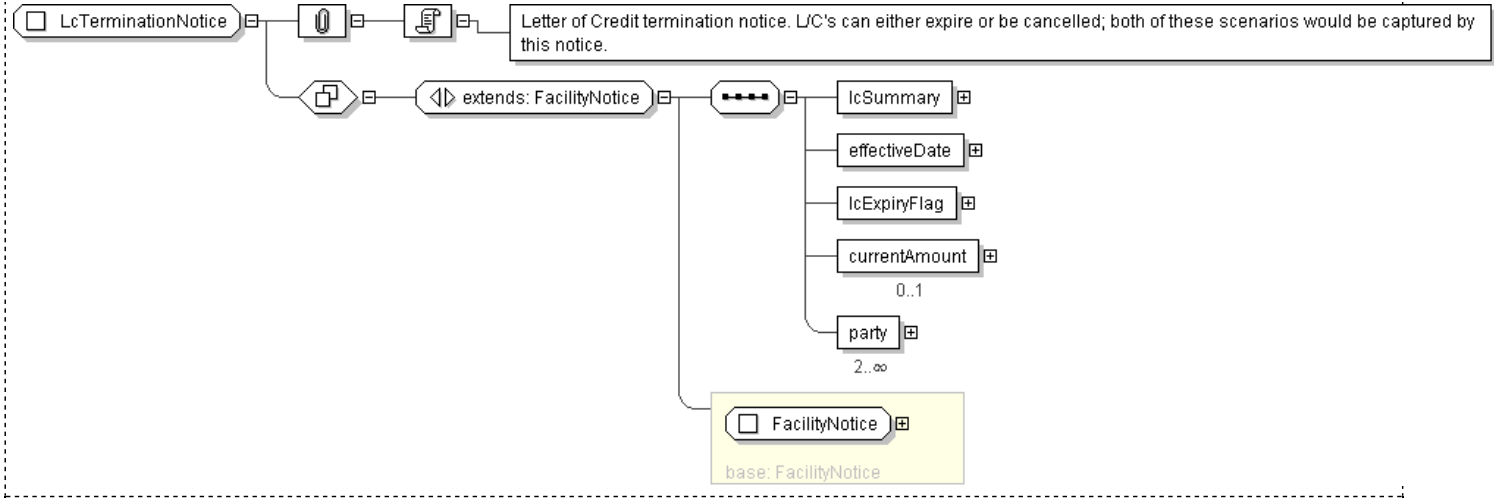 LcTerminationNotice
Letter of Credit termination notice. L/C's can either expire or be cancelled; both of these scenarios would be captured by
this notice.
extends: FacilityNotice
lcSummary
effectiveDate
lcExpiryFlag
currentAmount
0..1
party
2..∞
FacilityNotice
base: FacilityNotice